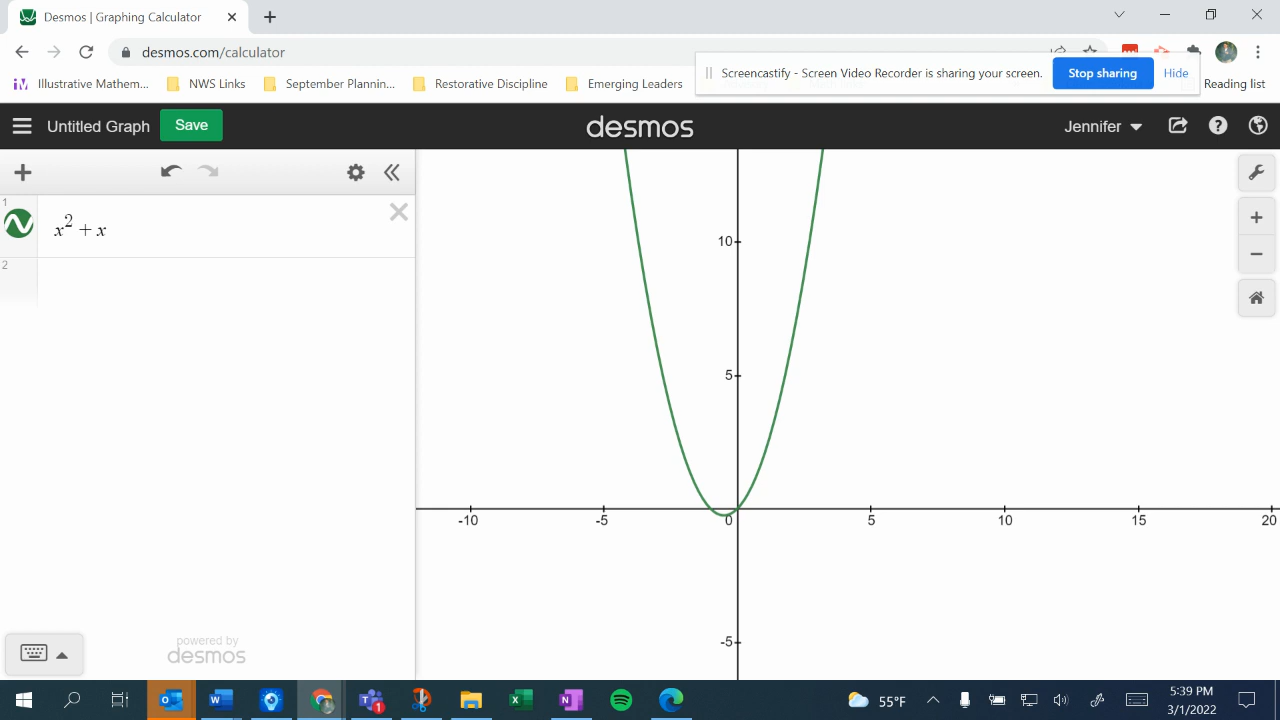 Desmos | Graphing Calculator
desmos.com/calculator
Illustrative Mathem...
NWS Links
September Plannin...
Restorative Discipline
Emerging Leaders
Screencastify - Screen Video Recorder is sharing your screen.
Stop sharing
Hide
Reading list
Untitled Graph
Save
desmos
Jennifer
1
x² + x
2
10
5
-10
-5
0
5
10
15
20
-5
powered by
desmos
55°F
5:39 PM
3/1/2022